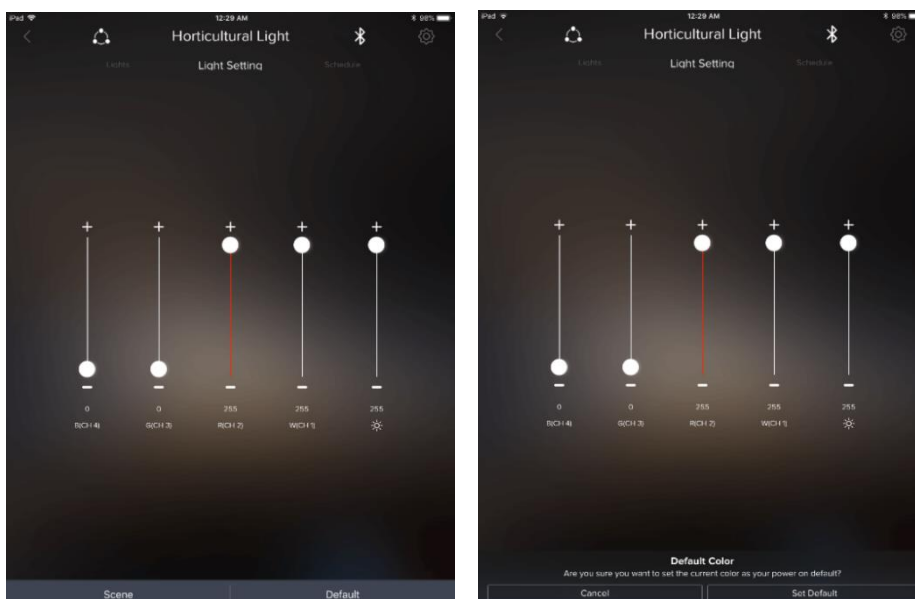 iPad 12:29 AM 98%
Horticultural Light
Lights Light Setting Schedule
+ + + + +
− − − − −
0 0 255 255 255
B(CH 4) G(CH 3) R(CH 2) W(CH 1)
Scene Default
iPad 12:29 AM 98%
Horticultural Light
Lights Light Setting Schedule
+ + + + +
− − − − −
0 0 255 255 255
B(CH 4) G(CH 3) R(CH 2) W(CH 1)
Default Color
Are you sure you want to set the current color as your power on default?
Cancel Set Default